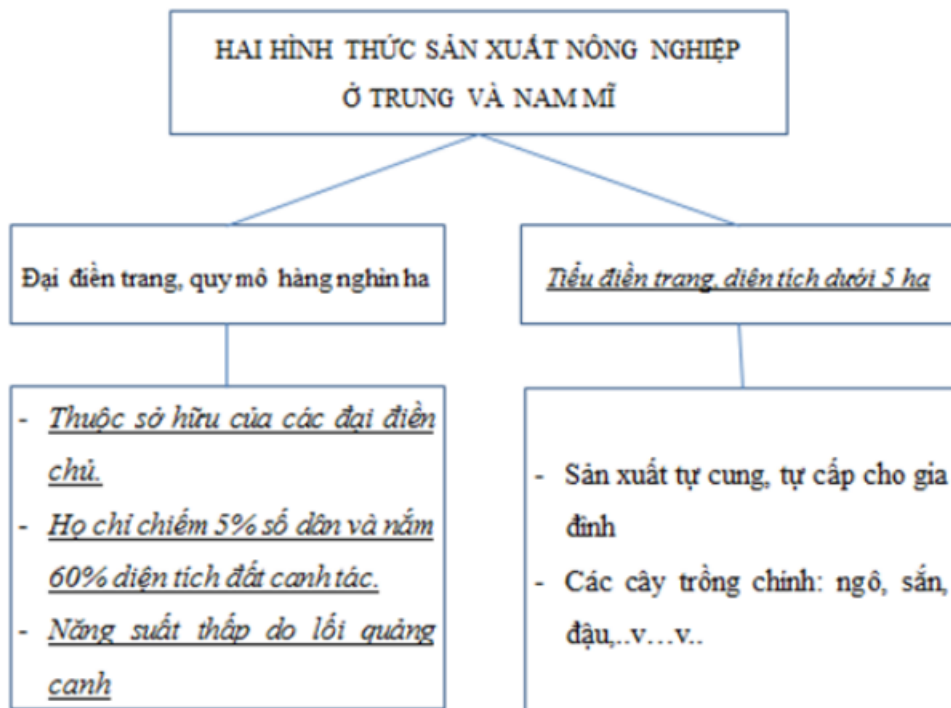 HAI HÌNH THỨC SẢN XUẤT NÔNG NGHIỆP
Ở TRUNG VÀ NAM MĨ
Đại điền trang, quy mô hàng nghìn ha
Tiểu điền trang, diện tích dưới 5 ha
- Thuộc sở hữu của các đại điền
chủ.
- Họ chỉ chiếm 5% số dân và nắm
60% diện tích đất canh tác.
- Năng suất thấp do lối quảng
canh
- Sản xuất tự cung, tự cấp cho gia
đình
- Các cây trồng chính: ngô, sắn,
đậu,..v…v..